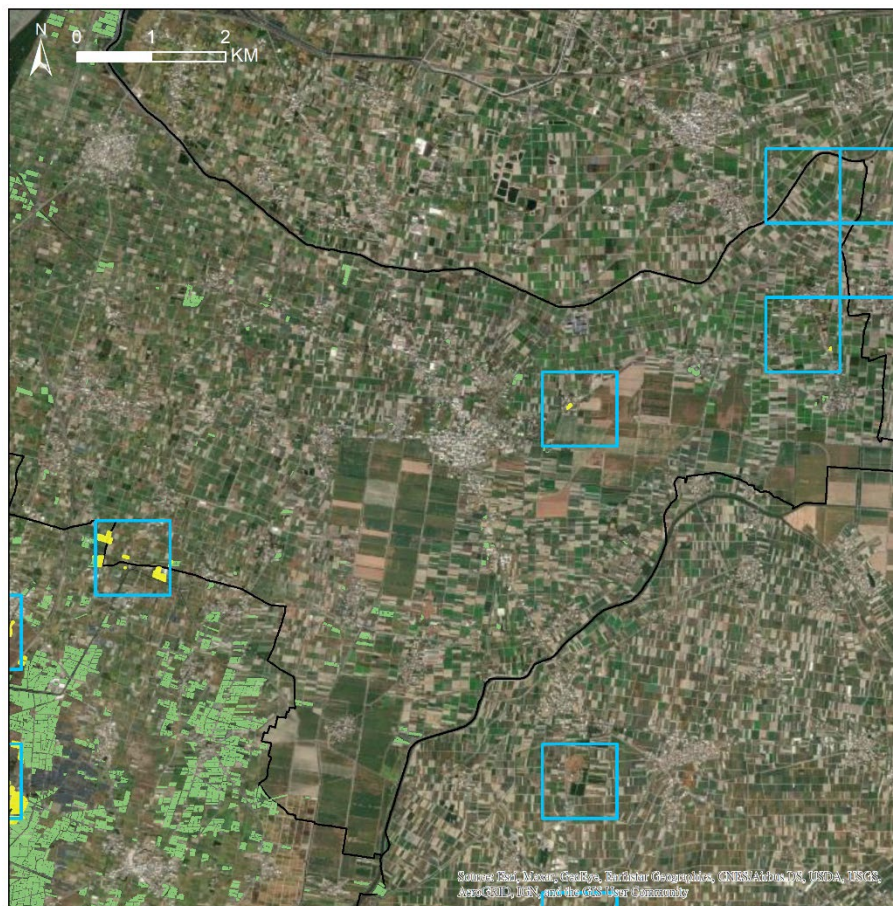 N
0 1 2
KM
Source: Esri, Maxar, GeoEye, Earthstar Geographics, CNES/Airbus DS, USDA, USGS,
AeroGRID, IGN, and the GIS User Community